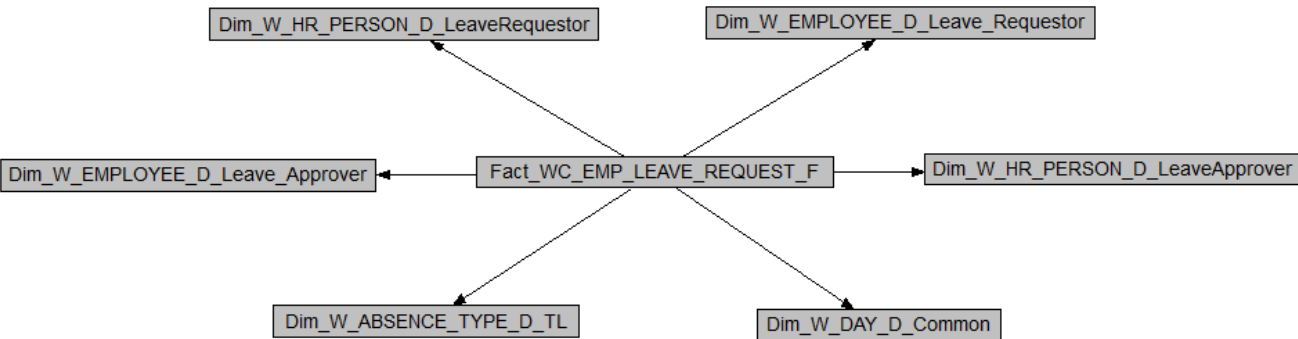 Dim_W_HR_PERSON_D_LeaveRequestor
Dim_W_EMPLOYEE_D_Leave_Requestor
Dim_W_EMPLOYEE_D_Leave_Approver
Fact_WC_EMP_LEAVE_REQUEST_F
Dim_W_HR_PERSON_D_LeaveApprover
Dim_W_ABSENCE_TYPE_D_TL
Dim_W_DAY_D_Common